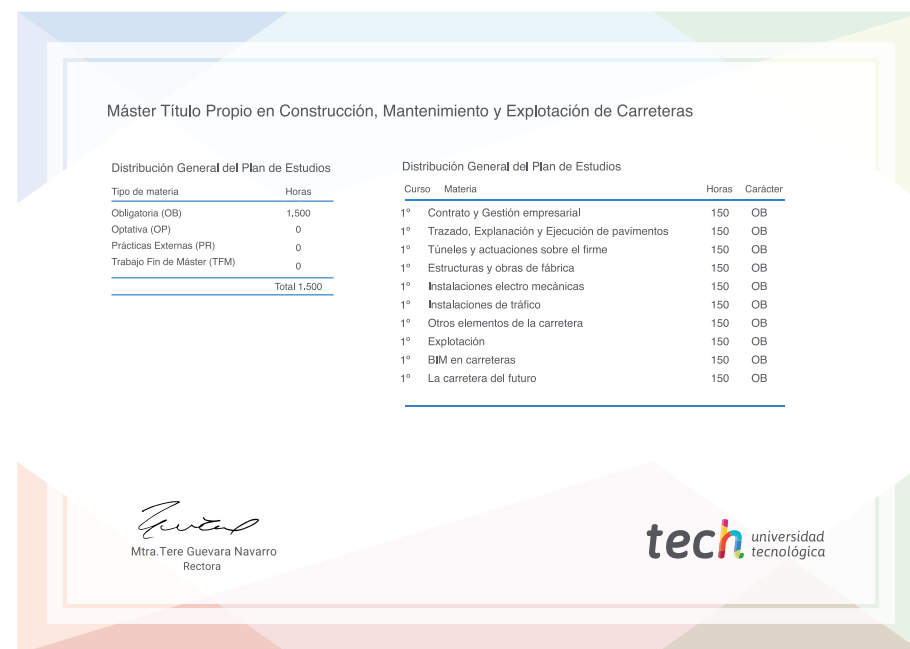 Máster Título Propio en Construcción, Mantenimiento y Explotación de Carreteras
Distribución General del Plan de Estudios
Tipo de materia Horas
Obligatoria (OB) 1,500
Optativa (OP) 0
Prácticas Externas (PR) 0
Trabajo Fin de Máster (TFM) 0
Total 1.500
Distribución General del Plan de Estudios
Curso Materia Horas Carácter
1º Contrato y Gestión empresarial 150 OB
1º Trazado, Explanación y Ejecución de pavimentos 150 OB
1º Túneles y actuaciones sobre el firme 150 OB
1º Estructuras y obras de fábrica 150 OB
1º Instalaciones electro mecánicas 150 OB
1º Instalaciones de tráfico 150 OB
1º Otros elementos de la carretera 150 OB
1º Explotación 150 OB
1º BIM en carreteras 150 OB
1º La carretera del futuro 150 OB
Mtra.Tere Guevara Navarro
Rectora
tech universidad
tecnológica